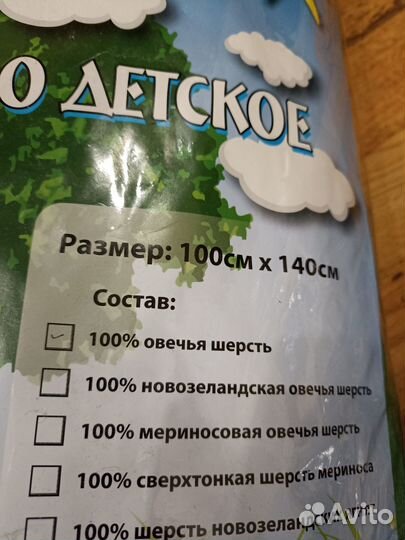 О ДЕТСКОЕ
Размер: 100см х 140см
Состав:
100% овечья шерсть
100% новозеландская овечья шерсть
100% мериносовая овечья шерсть
100% сверхтонкая шерсть мериноса
100% шерсть
Avito